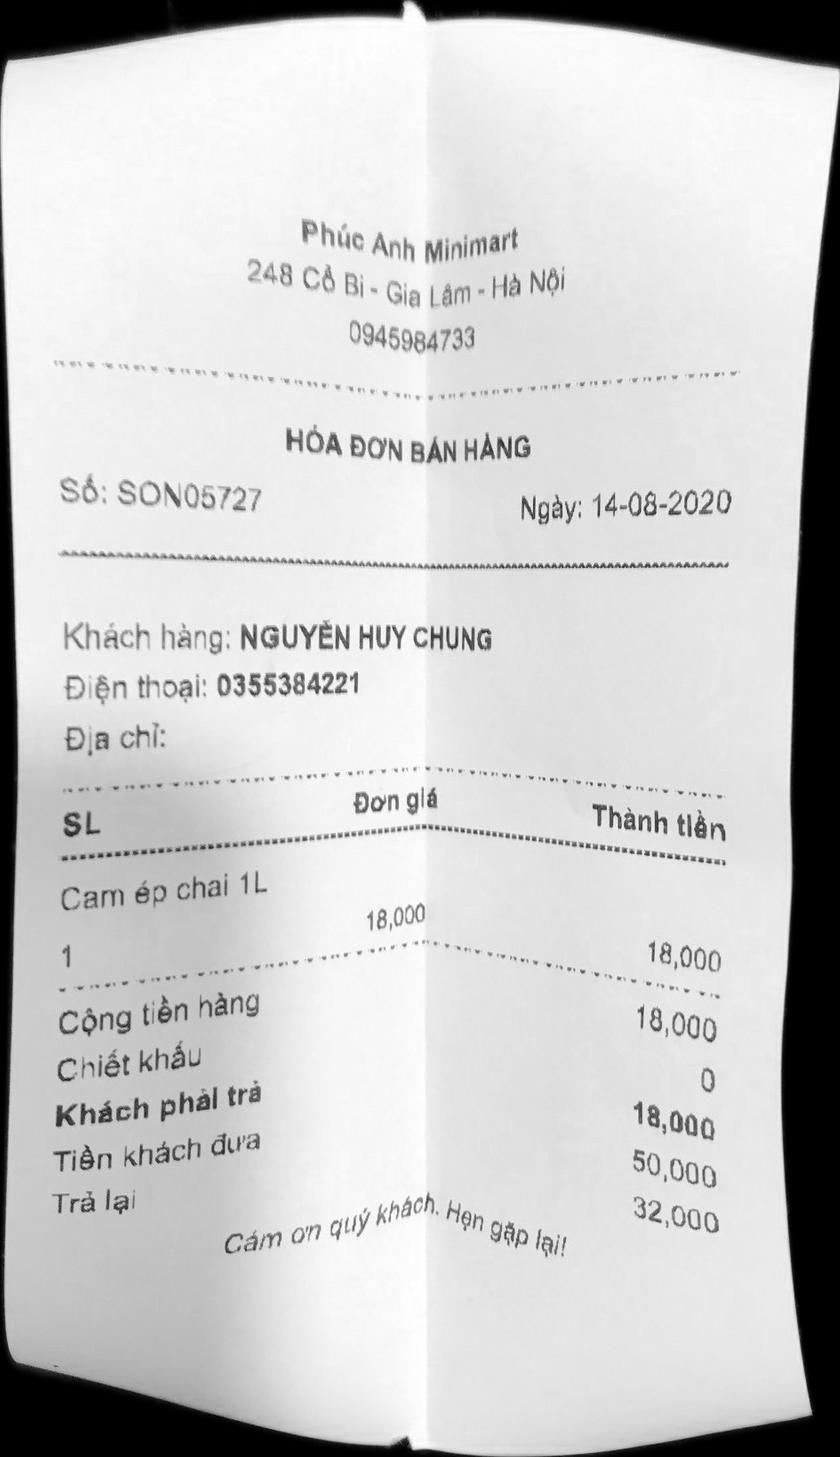 Phúc Anh Minimart
248 Cổ Bi - Gia Lâm - Hà Nội
0945984733
HÓA ĐƠN BÁN HÀNG
Số: SON05727 Ngày: 14-08-2020
Khách hàng: NGUYỄN HUY CHUNG
Điện thoại: 0355384221
Địa chỉ:
SL Đơn giá Thành tiền
Cam ép chai 1L
1 18,000 18,000
Cộng tiền hàng 18,000
Chiết khấu 0
Khách phải trả 18,000
Tiền khách đưa 50,000
Trả lại 32,000
Cám ơn quý khách. Hẹn gặp lại!